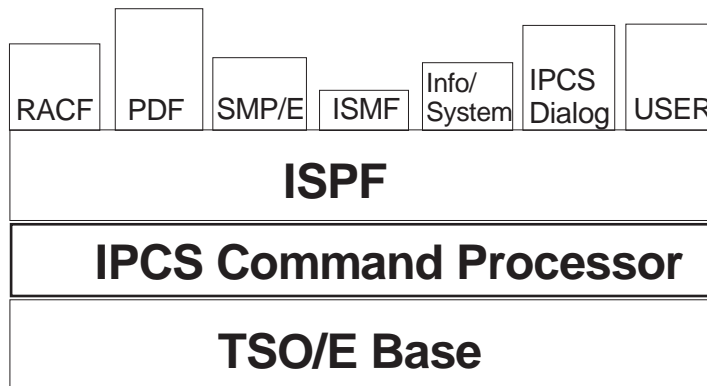 RACF
PDF
SMP/E
ISMF
Info/
System
IPCS
Dialog
USER
ISPF
IPCS Command Processor
TSO/E Base